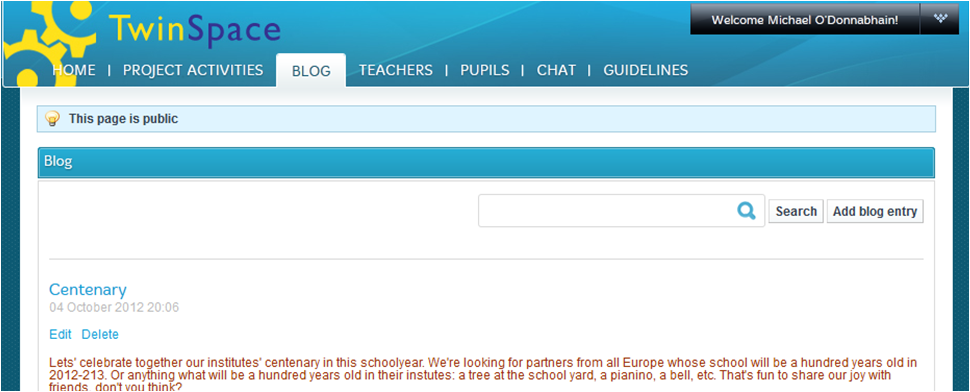 TwinSpace
Welcome Michael O'Donnabhain!
HOME | PROJECT ACTIVITIES BLOG TEACHERS | PUPILS | CHAT | GUIDELINES
This page is public
Blog
Search Add blog entry
Centenary
04 October 2012 20:06
Edit Delete
Lets' celebrate together our institutes' centenary in this schoolyear. We're looking for partners from all Europe whose school will be a hundred years old in
2012-213. Or anything what will be a hundred years old in their instutes: a tree at the school yard, a pianino, a bell, etc. That's fun to share our joy with
friends, don't you think?